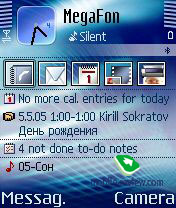 MegaFon
Silent
No more cal. entries for today
5.5.05 1:00-1:00 Kirill Sokratov
День рождения
4 not done to-do notes
05-Сон
Messag. Camera